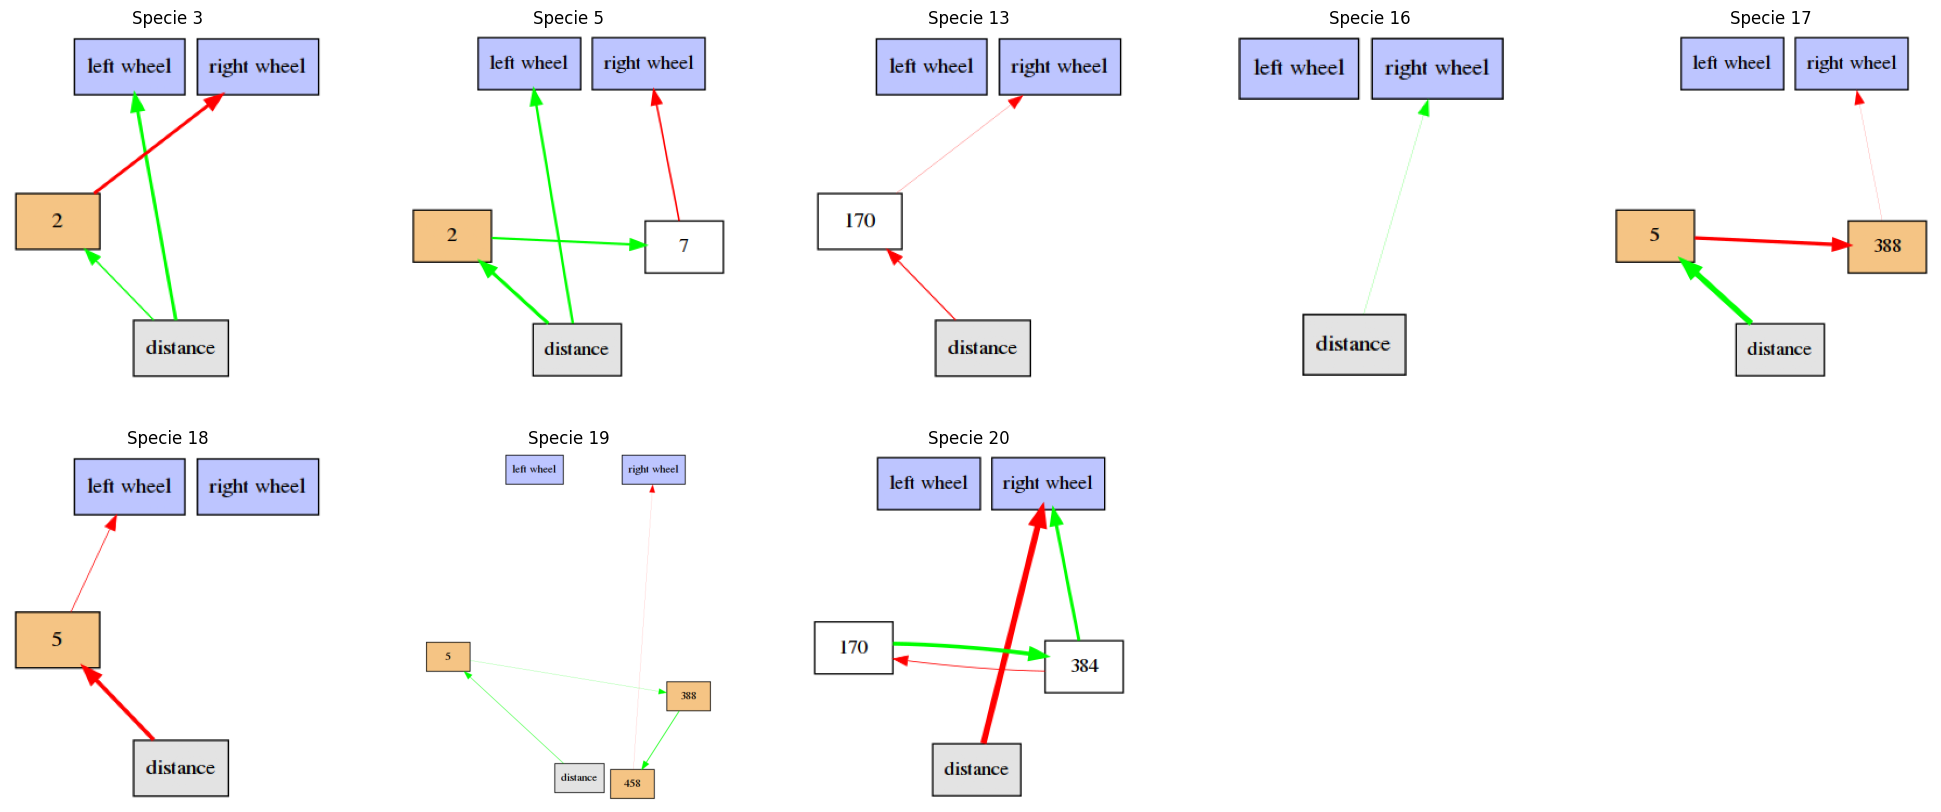 Specie 3
left wheel
right wheel
2
distance
Specie 5
left wheel
right wheel
2
7
distance
Specie 13
left wheel
right wheel
170
distance
Specie 16
left wheel
right wheel
distance
Specie 17
left wheel
right wheel
5
388
distance
Specie 18
left wheel
right wheel
5
distance
Specie 19
left wheel
right wheel
5
388
distance
458
Specie 20
left wheel
right wheel
170
384
distance